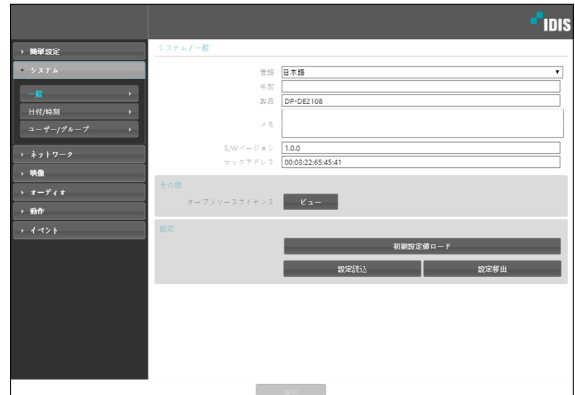 IDIS
簡単設定
システム
一般
日付/時刻
ユーザー/グループ
ネットワーク
映像
オーディオ
動作
イベント
システム / 一般
言語 日本語
名前
製品 DP-DE2108
メモ
S/Wバージョン 1.0.0
マックアドレス 00:03:22:65:45:41
その他
オープンソースライセンス ビュー
設定
初期設定値ロード
設定読込 設定移出